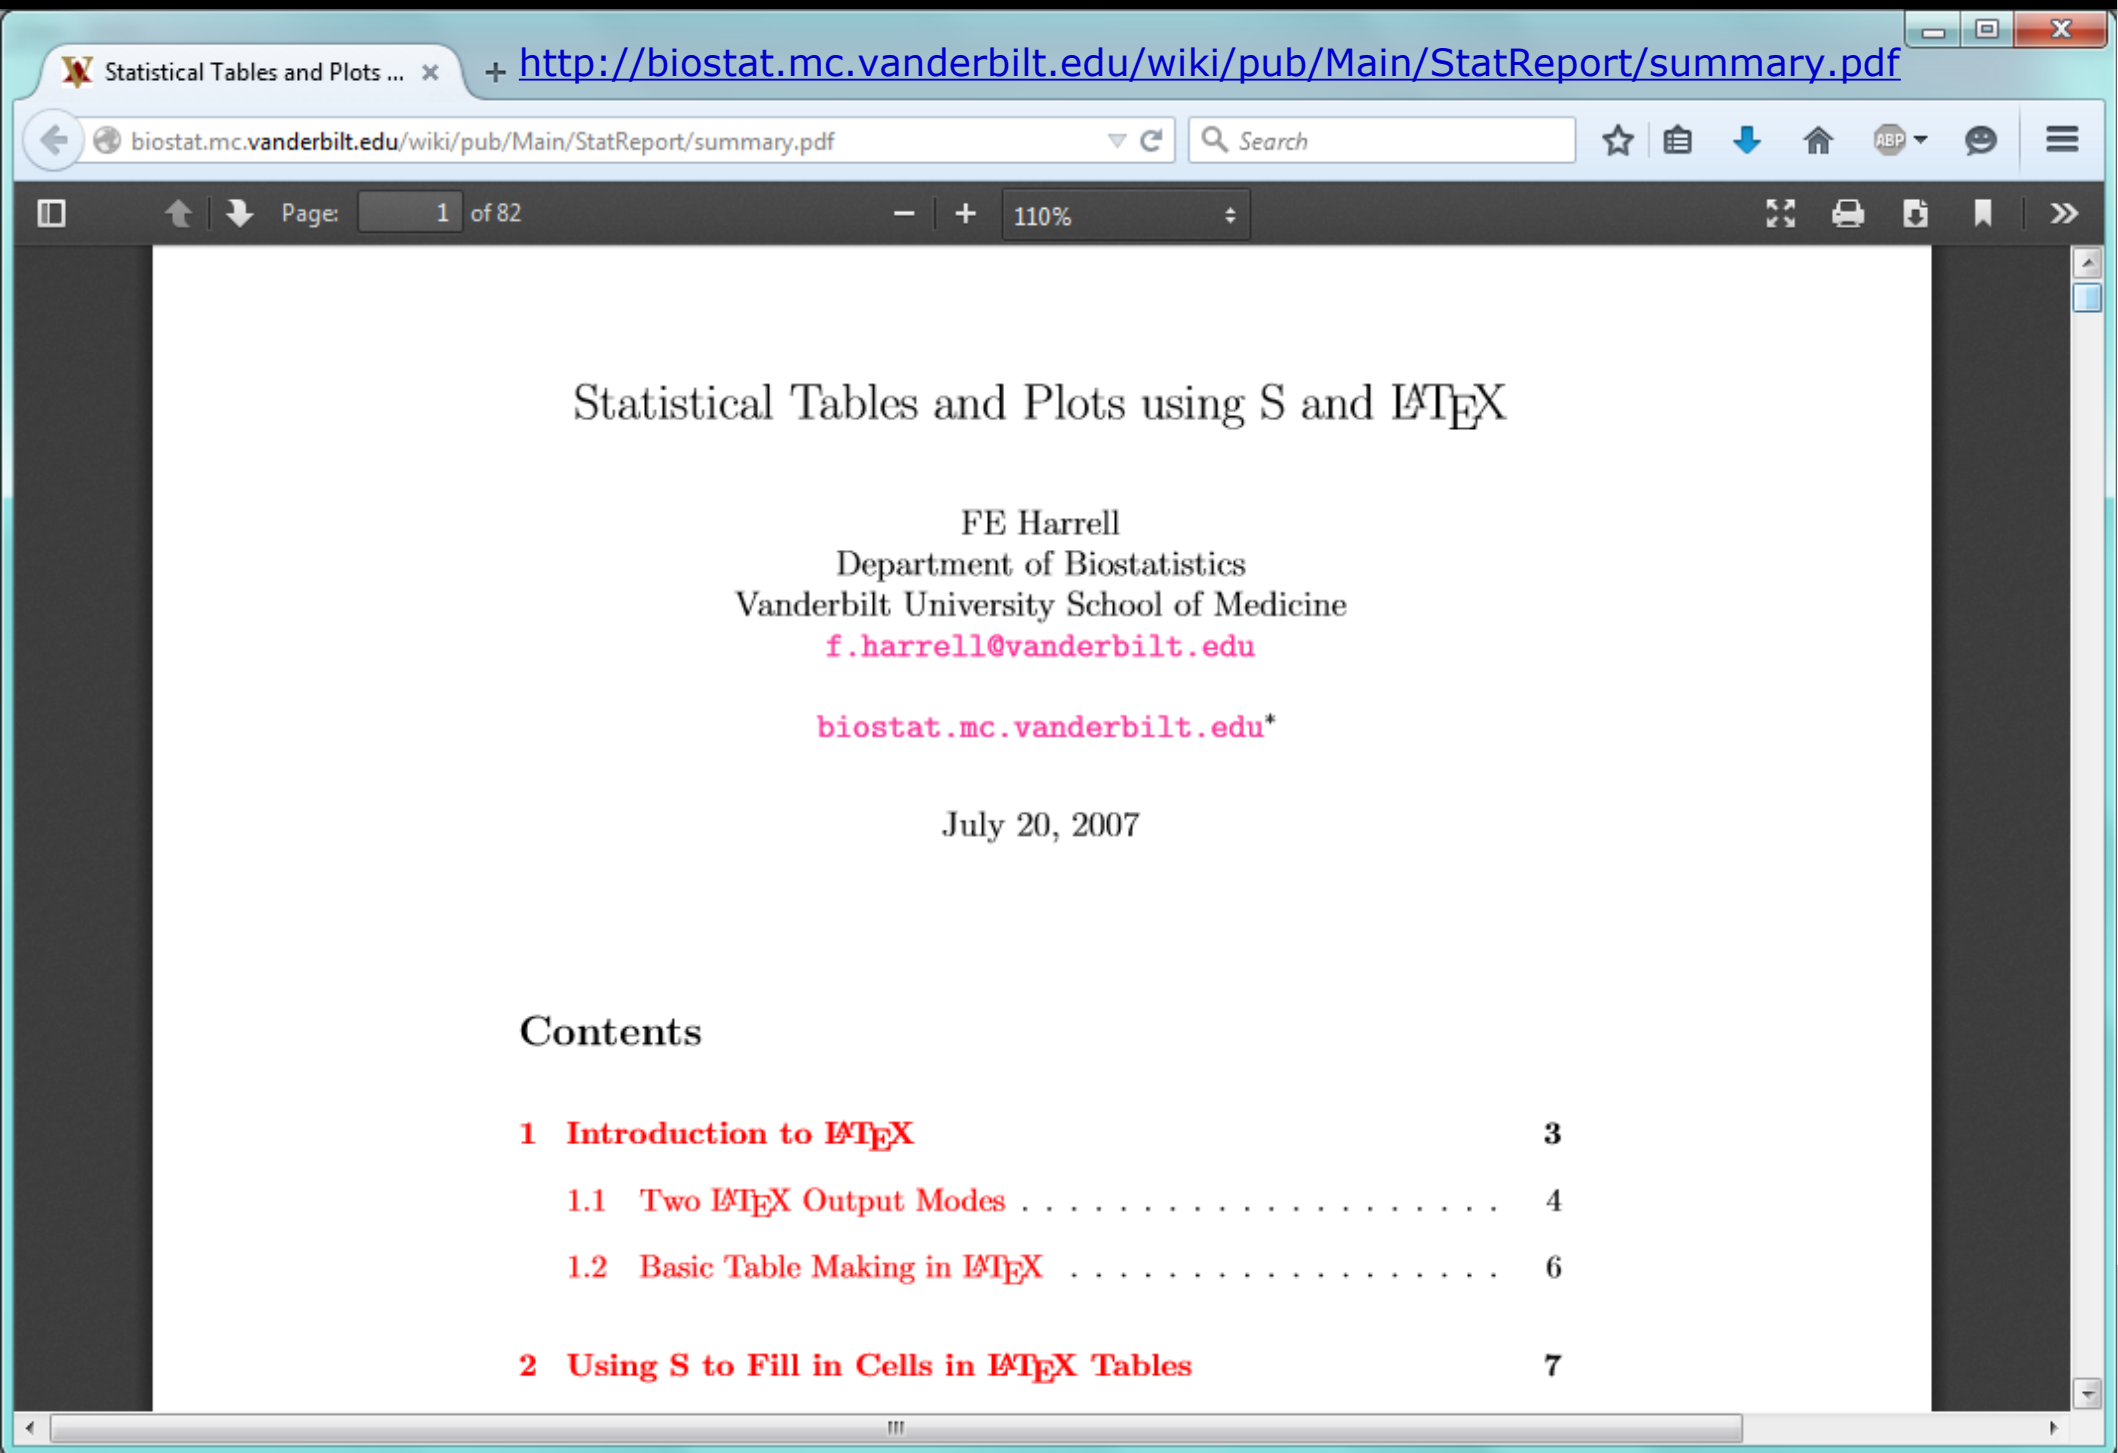 Statistical Tables and Plots ... × + http://biostat.mc.vanderbilt.edu/wiki/pub/Main/StatReport/summary.pdf
biostat.mc.vanderbilt.edu/wiki/pub/Main/StatReport/summary.pdf Search ABP
Page: 1 of 82 − + 110%
Statistical Tables and Plots using S and LATEX
FE Harrell
Department of Biostatistics
Vanderbilt University School of Medicine
f.harrell@vanderbilt.edu
biostat.mc.vanderbilt.edu*
July 20, 2007
Contents
1 Introduction to LATEX 3
1.1 Two LATEX Output Modes . . . . . . . . . . . . . . . . . . . . 4
1.2 Basic Table Making in LATEX . . . . . . . . . . . . . . . . . . 6
2 Using S to Fill in Cells in LATEX Tables 7